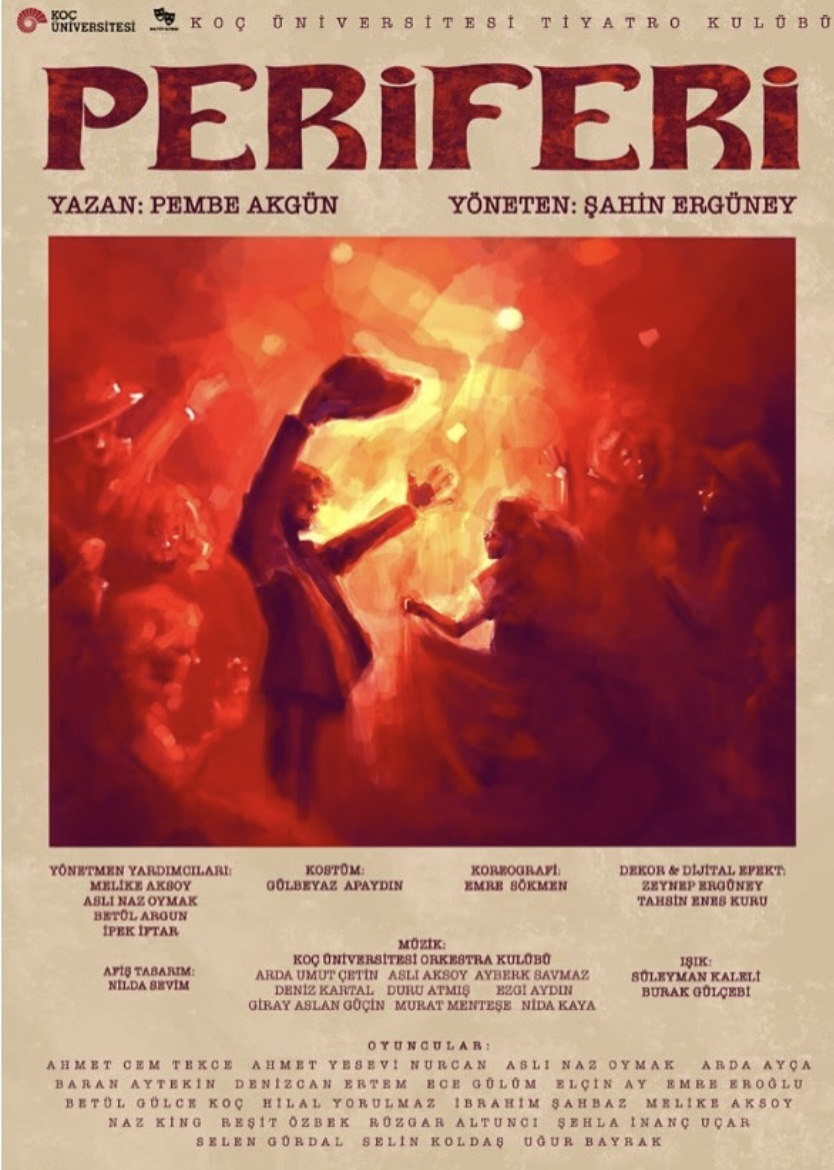 KOÇ
ÜNİVERSİTESİ
KOÇ ÜNİVERSİTESİ TİYATRO KULÜBÜ
PERİFERİ
YAZAN: PEMBE AKGÜN
YÖNETEN: ŞAHİN ERGÜNEY
YÖNETMEN YARDIMCILARI:
MELİKE AKSOY
ASLI NAZ OYMAK
BETÜL ARGUN
İPEK İFTAR
KOSTÜM:
GÜLBEYAZ APAYDIN
KOREOGRAFİ:
EMRE SÖKMEN
DEKOR & DİJİTAL EFEKT:
ZEYNEP ERGÜNEY
TAHSİN ENES KURU
AFİŞ TASARIM:
NILDA SEVİM
MÜZİK:
KOÇ ÜNİVERSİTESİ ORKESTRA KULÜBÜ
ARDA UMUT ÇETİN ASLI AKSOY AYBERK SAVMAZ
DENİZ KARTAL DURU ATMIŞ EZGİ AYDIN
GİRAY ASLAN GÜÇİN MURAT MENTEŞE NİDA KAYA
IŞIK:
SÜLEYMAN KALELİ
BURAK GÜLÇEBİ
OYUNCULAR:
AHMET CEM TEKCE AHMET YESEVİ NURCAN ASLI NAZ OYMAK ARDA AYÇA
BARAN AYTEKİN DENİZCAN ERTEM ECE GÜLÜM ELÇİN AY EMRE EROĞLU
BETÜL GÜLCE KOÇ HİLAL YORULMAZ İBRAHİM ŞAHBAZ MELİKE AKSOY
NAZ KİNG REŞİT ÖZBEK RÜZGAR ALTUNCI ŞEHLA İNANÇ UÇAR
SELEN GÜRDAL SELİN KOLDAŞ UĞUR BAYRAK